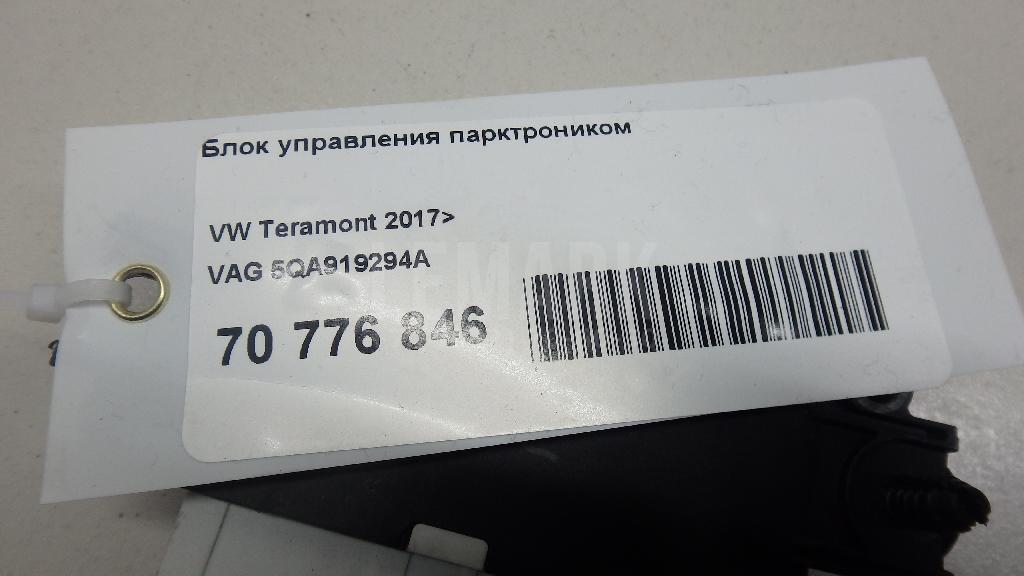 Блок управления парктроником
VW Teramont 2017>
VAG 5QA919294A
70 776 846